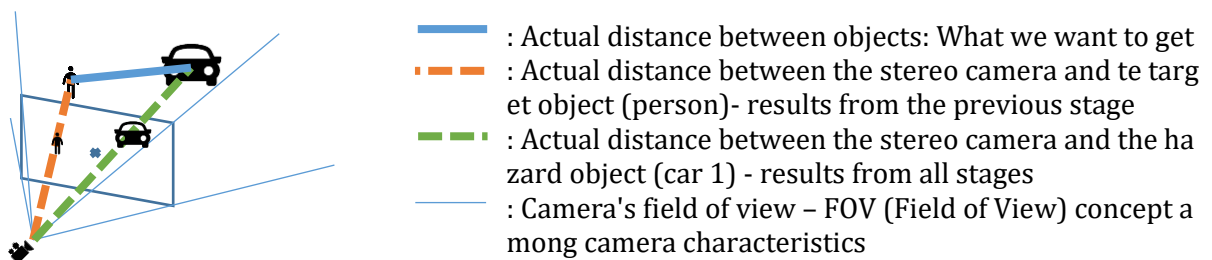 : Actual distance between objects: What we want to get
: Actual distance between the stereo camera and te targ
et object (person)- results from the previous stage
: Actual distance between the stereo camera and the ha
zard object (car 1) - results from all stages
: Camera's field of view – FOV (Field of View) concept a
mong camera characteristics